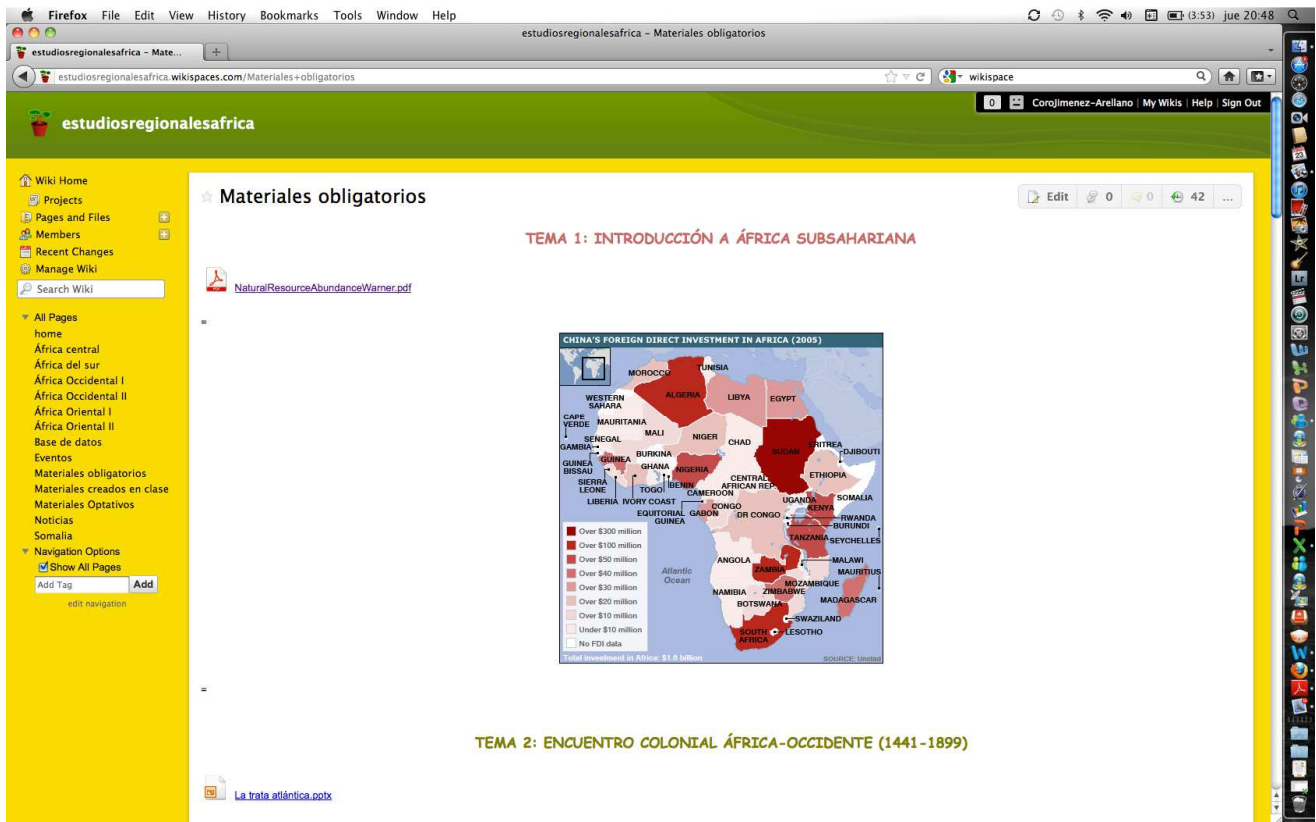 Firefox File Edit View History Bookmarks Tools Window Help (3:53) jue 20:48
estudiosregionalesafrica – Materiales obligatorios
estudiosregionalesafrica – Mate...
estudiosregionalesafrica.wikispaces.com/Materiales+obligatorios wikispace
0 CoroJimenez-Arellano | My Wikis | Help | Sign Out
estudiosregionalesafrica
Wiki Home
Projects
Pages and Files
Members
Recent Changes
Manage Wiki
Search Wiki
All Pages
home
África central
África del sur
África Occidental I
África Occidental II
África Oriental I
África Oriental II
Base de datos
Eventos
Materiales obligatorios
Materiales creados en clase
Materiales Optativos
Noticias
Somalia
Navigation Options
Show All Pages
Add Tag Add
edit navigation
Materiales obligatorios
Edit 0 0 42 ...
TEMA 1: INTRODUCCIÓN A ÁFRICA SUBSAHARIANA
NaturalResourceAbundanceWarner.pdf
=
CHINA'S FOREIGN DIRECT INVESTMENT IN AFRICA (2005)
TUNISIA
MOROCCO
ALGERIA
LIBYA
EGYPT
WESTERN SAHARA
CAPE VERDE
MAURITANIA
MALI
NIGER
CHAD
SUDAN
ERITREA
DJIBOUTI
SENEGAL
GAMBIA
GUINEA BISSAU
GUINEA
BURKINA
GHANA
NIGERIA
BENIN
TOGO
SIERRA LEONE
LIBERIA
IVORY COAST
CAMEROON
CENTRAL AFRICAN REP.
ETHIOPIA
SOMALIA
UGANDA
KENYA
EQUITORIAL GUINEA
GABON
CONGO
DR CONGO
RWANDA
BURUNDI
TANZANIA
SEYCHELLES
ANGOLA
ZAMBIA
MALAWI
MAURITIUS
MOZAMBIQUE
ZIMBABWE
NAMIBIA
BOTSWANA
MADAGASCAR
SWAZILAND
SOUTH AFRICA
LESOTHO
Atlantic Ocean
Over $300 million
Over $100 million
Over $50 million
Over $40 million
Over $30 million
Over $20 million
Over $10 million
Under $10 million
No FDI data
Total investment in Africa: $1.6 billion
SOURCE: Unctad
=
TEMA 2: ENCUENTRO COLONIAL ÁFRICA-OCCIDENTE (1441-1899)
La trata atlántica.pptx